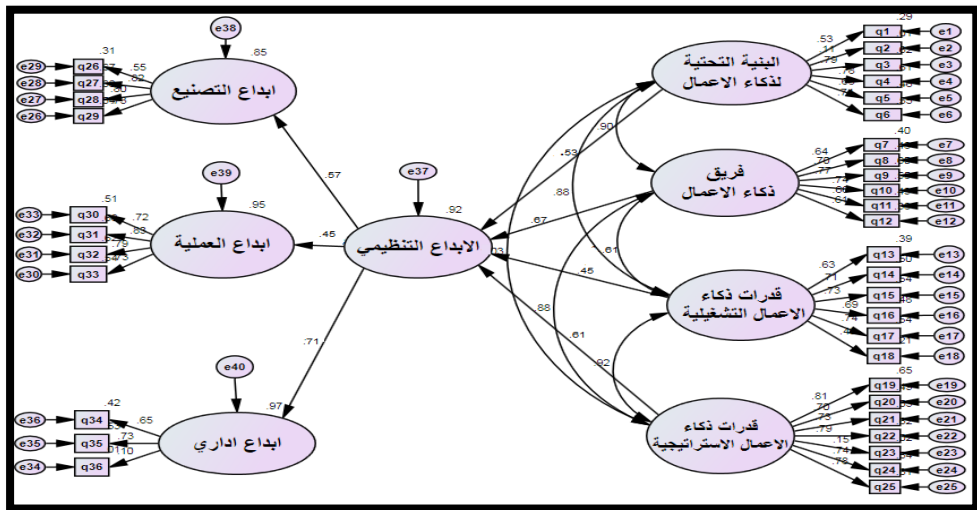 e38
.85
ابداع التصنيع
.31
e29
q26
.55
e28
q27
e27
q28
e26
q29
e39
.95
ابداع العملية
.51
e33
q30
.72
e32
q31
.83
e31
q32
.79
e30
q33
e40
.97
ابداع اداري
.42
e36
q34
.65
e35
q35
.73
e34
q36
e37
.92
الابداع التنظيمي
.57
.45
.71
.53
.67
.45
.90
.88
.61
.88
.61
.92
البنية التحتية
لذكاء الاعمال
.29
.53
q1
e1
.11
q2
e2
.79
q3
e3
q4
e4
q5
e5
q6
e6
فريق
ذكاء الاعمال
.40
.64
q7
e7
.70
q8
e8
.77
q9
e9
.74
q10
e10
q11
e11
q12
e12
قدرات ذكاء
الاعمال التشغيلية
.39
.63
q13
e13
.71
q14
e14
.73
q15
e15
.69
q16
e16
.74
q17
e17
q18
e18
قدرات ذكاء
الاعمال الاستراتيجية
.65
.81
q19
e19
.70
q20
e20
.73
q21
e21
.79
q22
e22
.15
q23
e23
.74
q24
e24
.78
q25
e25